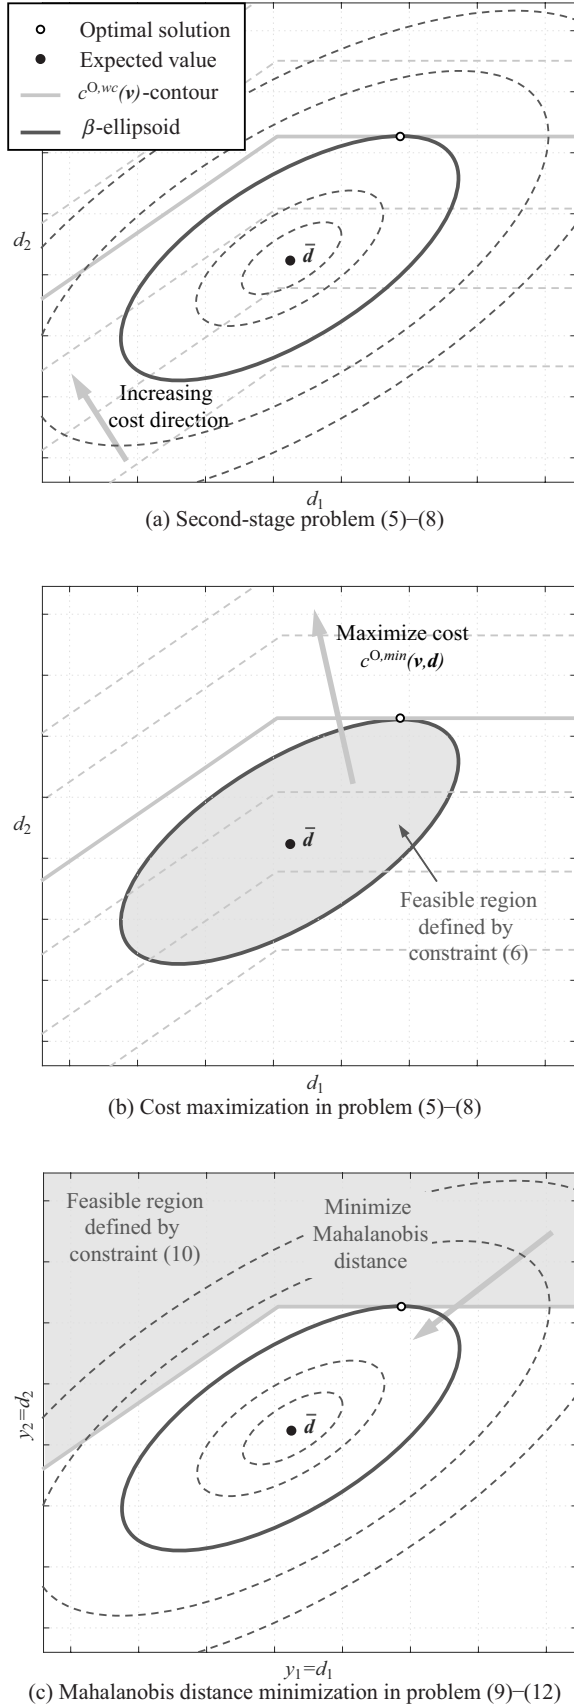 Optimal solution
Expected value
c^{O,wc}(v)-contour
β-ellipsoid
d₂
d̄
Increasing
cost direction
d₁
(a) Second-stage problem (5)–(8)
Maximize cost
c^{O,min}(v,d)
d₂
d̄
Feasible region
defined by
constraint (6)
d₁
(b) Cost maximization in problem (5)–(8)
Feasible region
defined by
constraint (10)
Minimize
Mahalanobis
distance
y₂=d₂
d̄
y₁=d₁
(c) Mahalanobis distance minimization in problem (9)–(12)